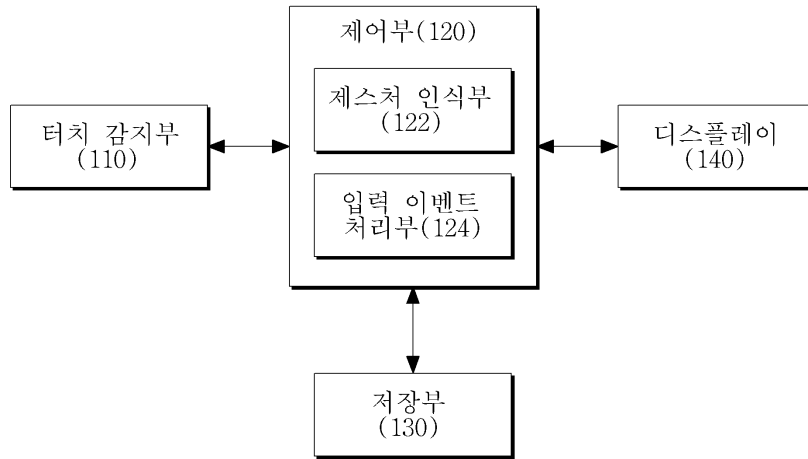 제어부(120)
제스처 인식부
(122)
터치 감지부
(110)
디스플레이
(140)
입력 이벤트
처리부(124)
저장부
(130)